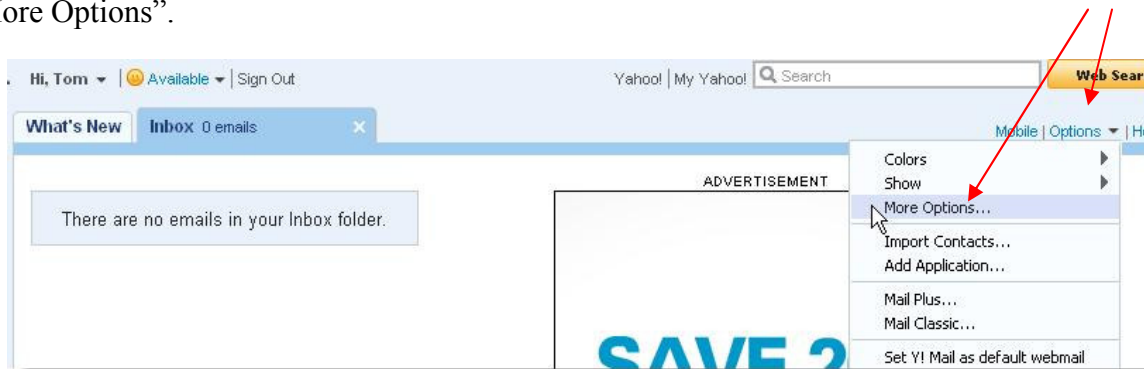 ore Options”.
Hi, Tom | Available | Sign Out Yahoo! | My Yahoo! Search Web Sear
What's New Inbox 0 emails Mobile | Options | H
Colors
ADVERTISEMENT Show
There are no emails in your Inbox folder. More Options...
Import Contacts...
Add Application...
Mail Plus...
Mail Classic...
SAVE 2 Set Y! Mail as default webmail